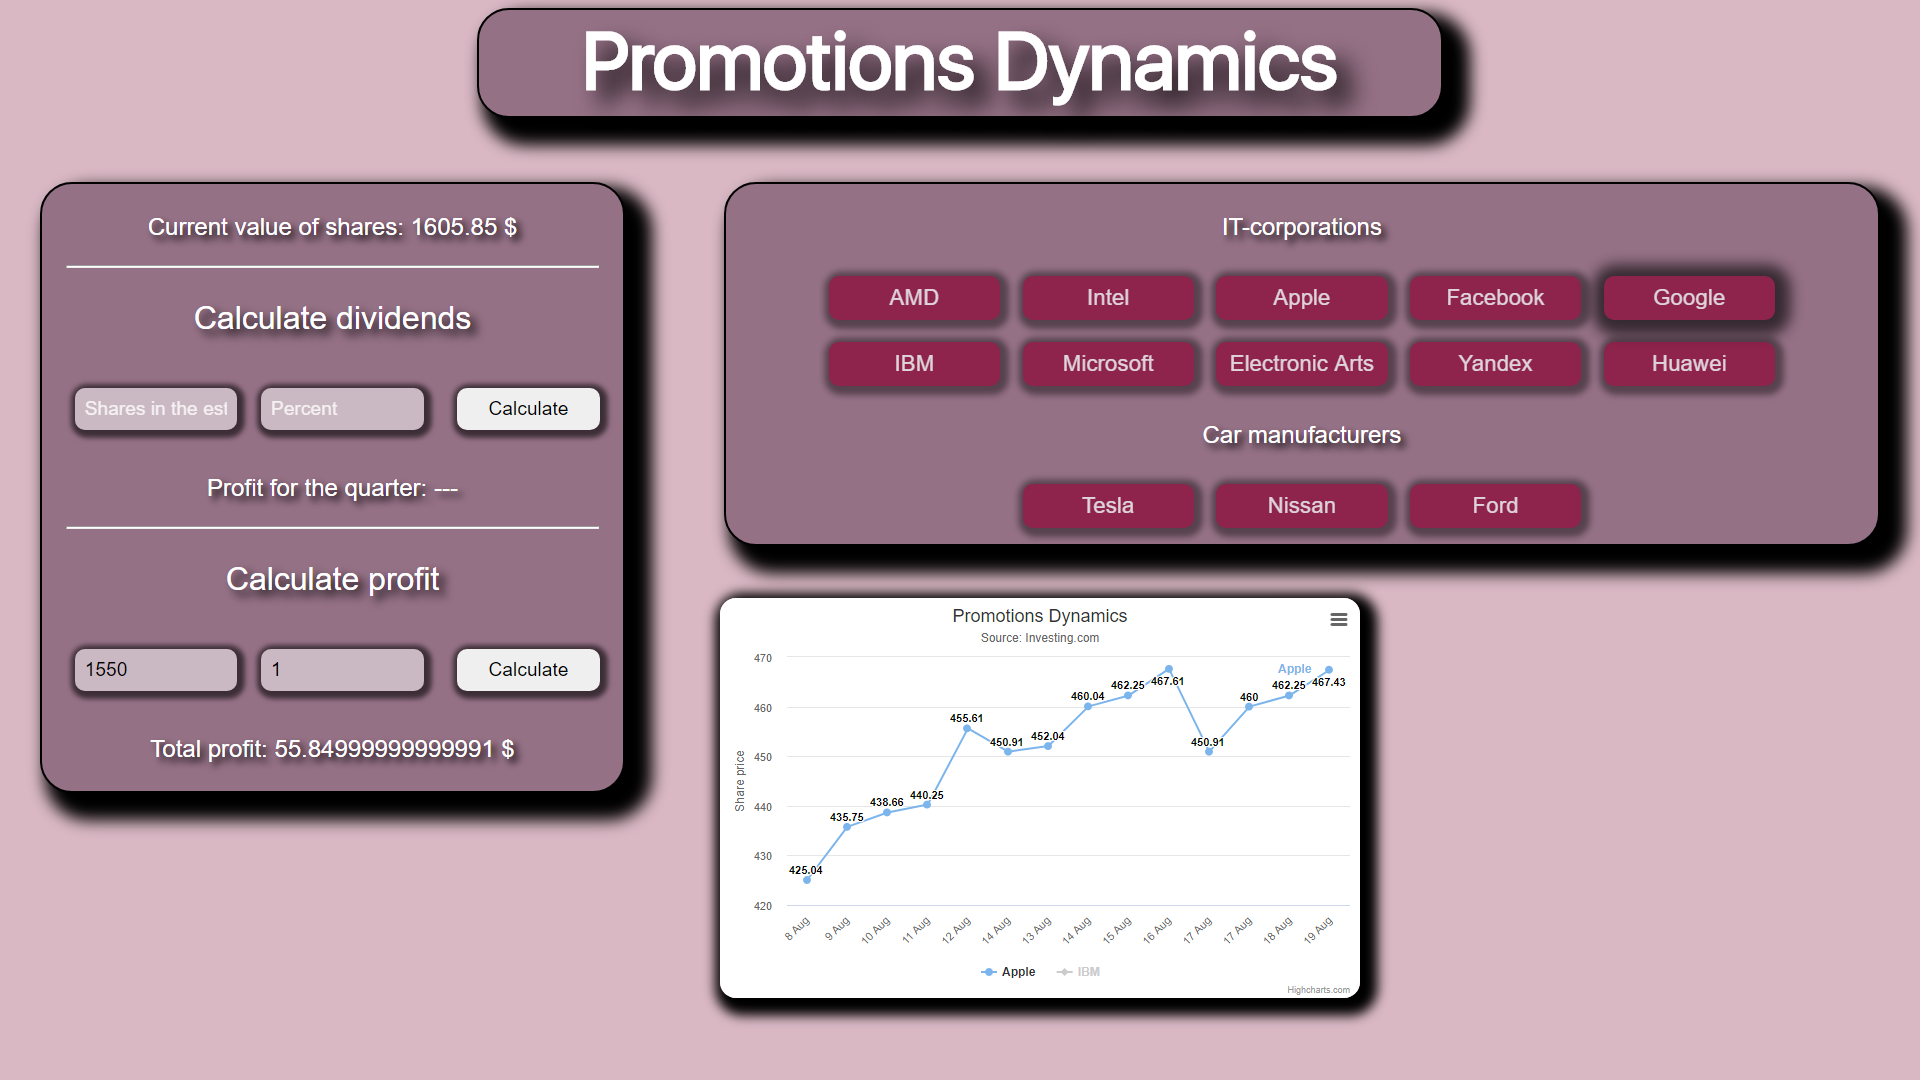 Promotions Dynamics
Current value of shares: 1605.85 $
Calculate dividends
Shares in the est
Percent
Calculate
Profit for the quarter: ---
Calculate profit
1550
1
Calculate
Total profit: 55.84999999999991 $
IT-corporations
AMD
Intel
Apple
Facebook
Google
IBM
Microsoft
Electronic Arts
Yandex
Huawei
Car manufacturers
Tesla
Nissan
Ford
Promotions Dynamics
Source: Investing.com
Share price
470
460
450
440
430
420
425.04
435.75
438.66
440.25
455.61
450.91
452.04
460.04
462.25
467.61
450.91
460
462.25
467.43
Apple
8 Aug
9 Aug
10 Aug
11 Aug
12 Aug
14 Aug
13 Aug
14 Aug
15 Aug
16 Aug
17 Aug
17 Aug
18 Aug
19 Aug
Apple
IBM
Highcharts.com